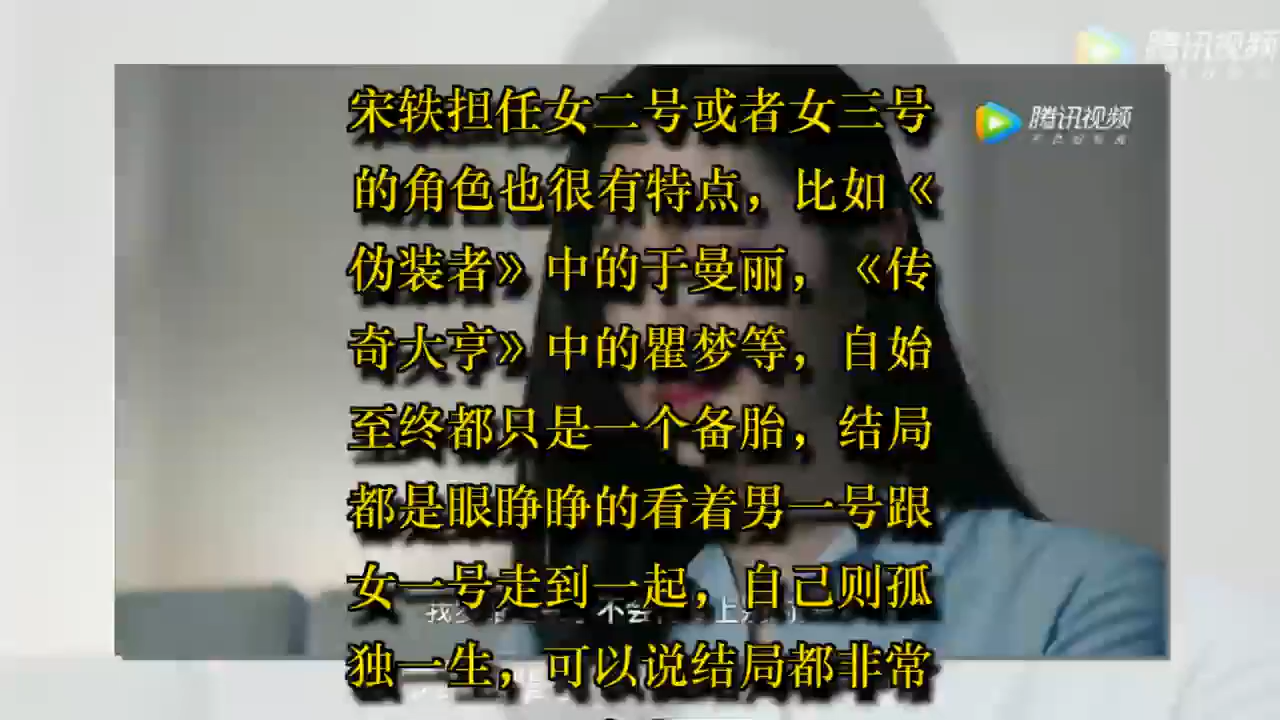 腾讯视频
宋轶担任女二号或者女三号
腾讯视频
的角色也很有特点，比如《
伪装者》中的于曼丽，《传
奇大亨》中的瞿梦等，自始
至终都只是一个备胎，结局
都是眼睁睁的看着男一号跟
女一号走到一起，自己则孤
独一生，可以说结局都非常